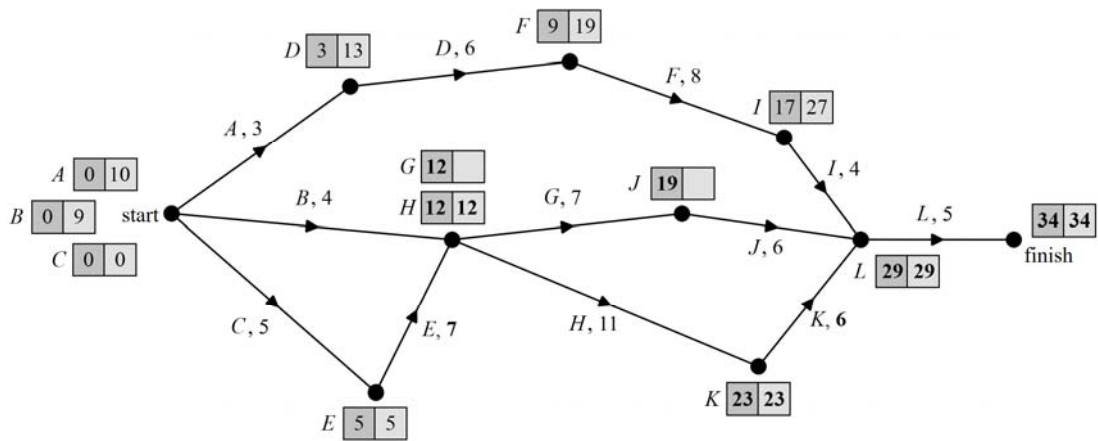 F 9 19
D 3 13
D, 6
F, 8
I 17 27
A, 3
A 0 10
G 12
I, 4
B 0 9
start
B, 4
H 12 12
G, 7
J 19
L, 5
34 34
C 0 0
J, 6
finish
L 29 29
C, 5
E, 7
H, 11
K, 6
K 23 23
E 5 5